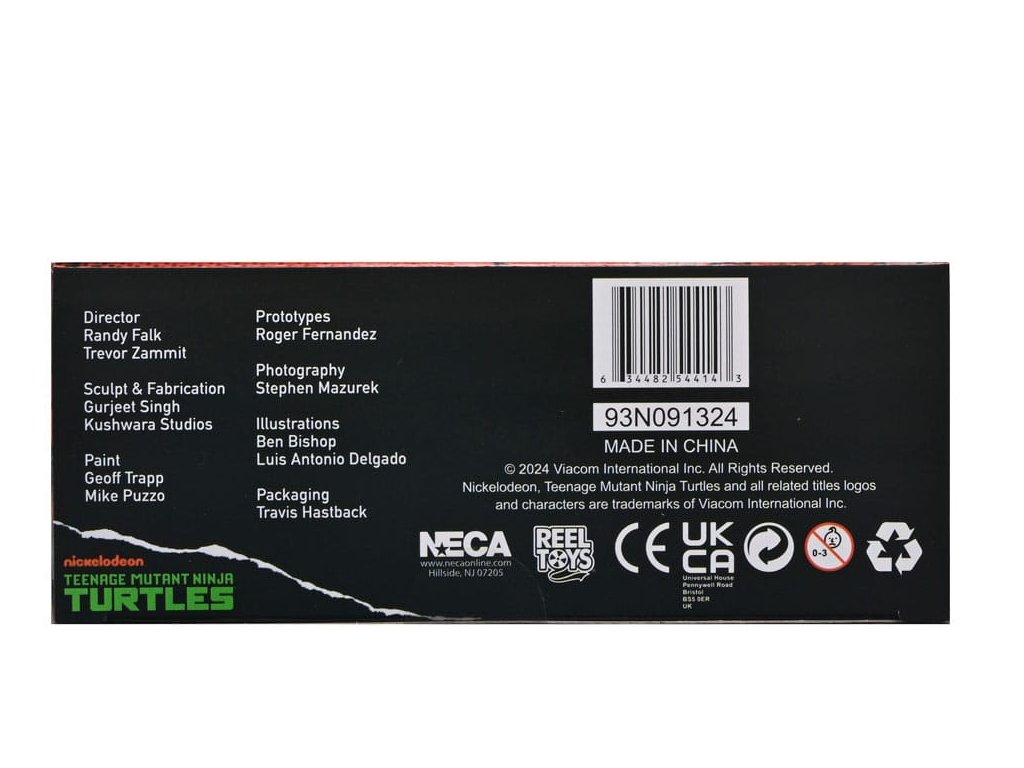 Director
Randy Falk
Trevor Zammit
Sculpt & Fabrication
Gurjeet Singh
Kushwara Studios
Paint
Geoff Trapp
Mike Puzzo
Prototypes
Roger Fernandez
Photography
Stephen Mazurek
Illustrations
Ben Bishop
Luis Antonio Delgado
Packaging
Travis Hastback
6 34482 54414 3
93N091324
MADE IN CHINA
© 2024 Viacom International Inc. All Rights Reserved.
Nickelodeon, Teenage Mutant Ninja Turtles and all related titles logos
and characters are trademarks of Viacom International Inc.
nickelodeon
TEENAGE MUTANT NINJA
TURTLES
NECA
www.necaonline.com
Hillside, NJ 07205
REEL
TOYS
CE
UK
CA
Universal House
Pennywell Road
Bristol
BS5 0ER
UK
0-3